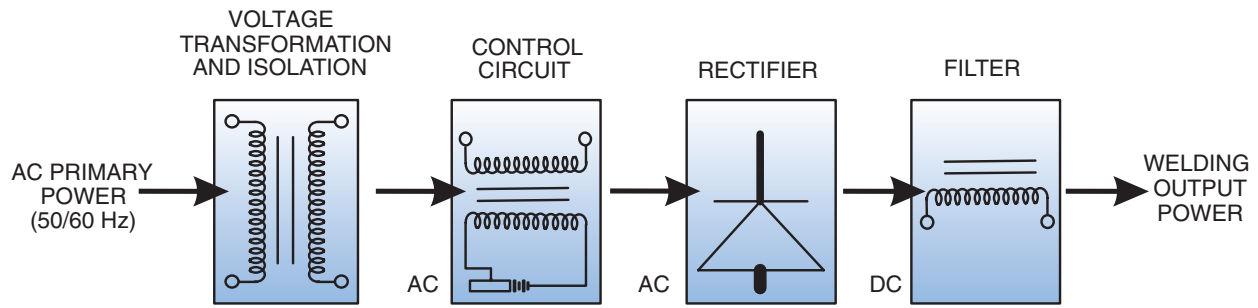 VOLTAGE
TRANSFORMATION
AND ISOLATION
CONTROL
CIRCUIT
RECTIFIER
FILTER
AC PRIMARY
POWER
(50/60 Hz)
AC
AC
DC
WELDING
OUTPUT
POWER